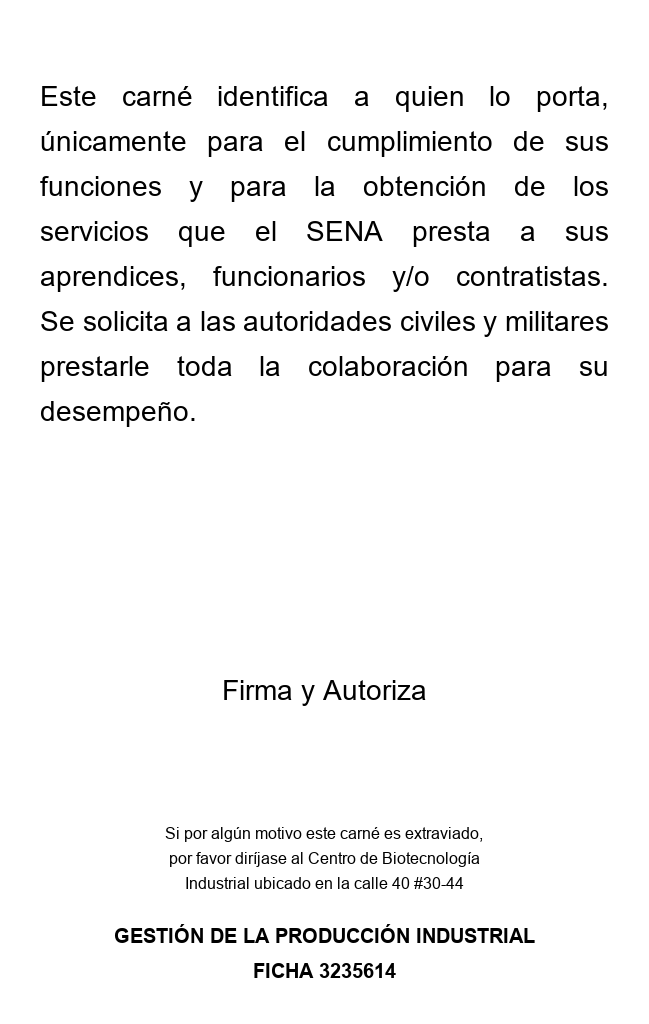 Este carné identifica a quien lo porta,
únicamente para el cumplimiento de sus
funciones y para la obtención de los
servicios que el SENA presta a sus
aprendices, funcionarios y/o contratistas.
Se solicita a las autoridades civiles y militares
prestarle toda la colaboración para su
desempeño.
Firma y Autoriza
Si por algún motivo este carné es extraviado,
por favor diríjase al Centro de Biotecnología
Industrial ubicado en la calle 40 #30-44
GESTIÓN DE LA PRODUCCIÓN INDUSTRIAL
FICHA 3235614